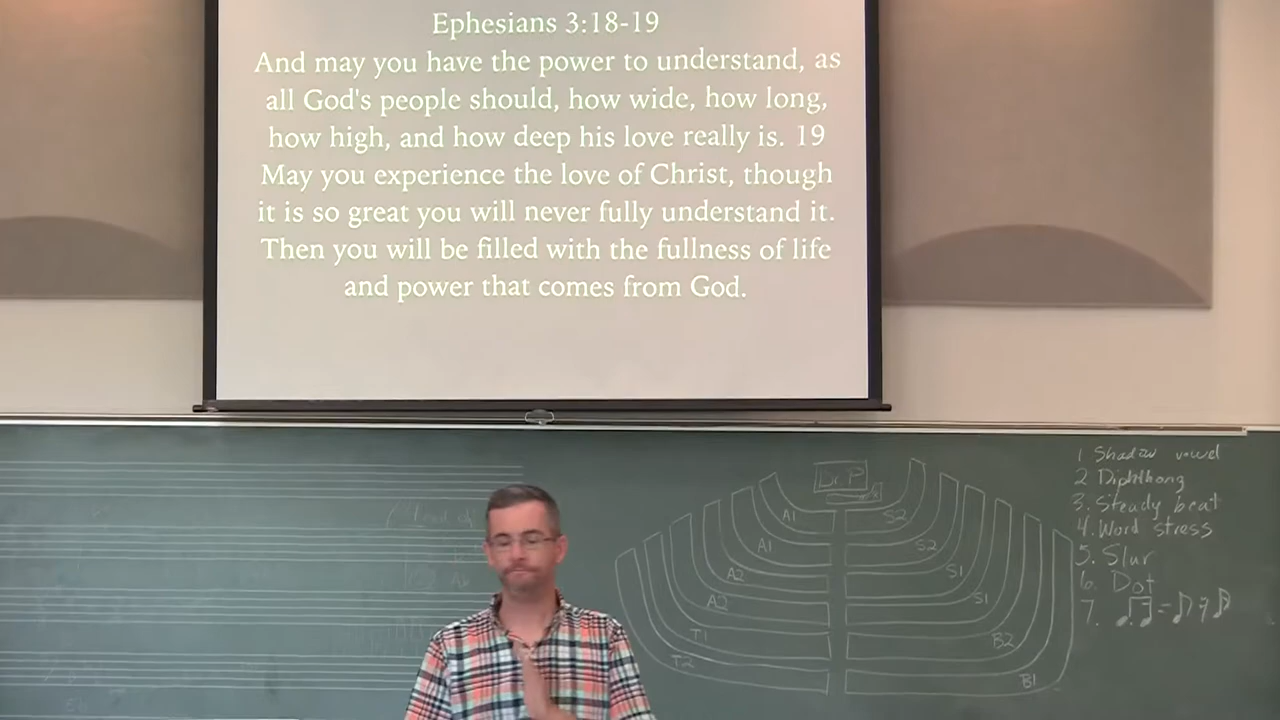 Ephesians 3:18-19
And may you have the power to understand, as
all God's people should, how wide, how long,
how high, and how deep his love really is. 19
May you experience the love of Christ, though
it is so great you will never fully understand it.
Then you will be filled with the fullness of life
and power that comes from God.
1 Shadow vowel
2 Diphthong
3. Steady beat
4. Word stress
5. Slur
6. Dot
7.
Dr. P
A1 S2
A1 S2
A2 S1
A2 S1
T1 B2
T2 B1